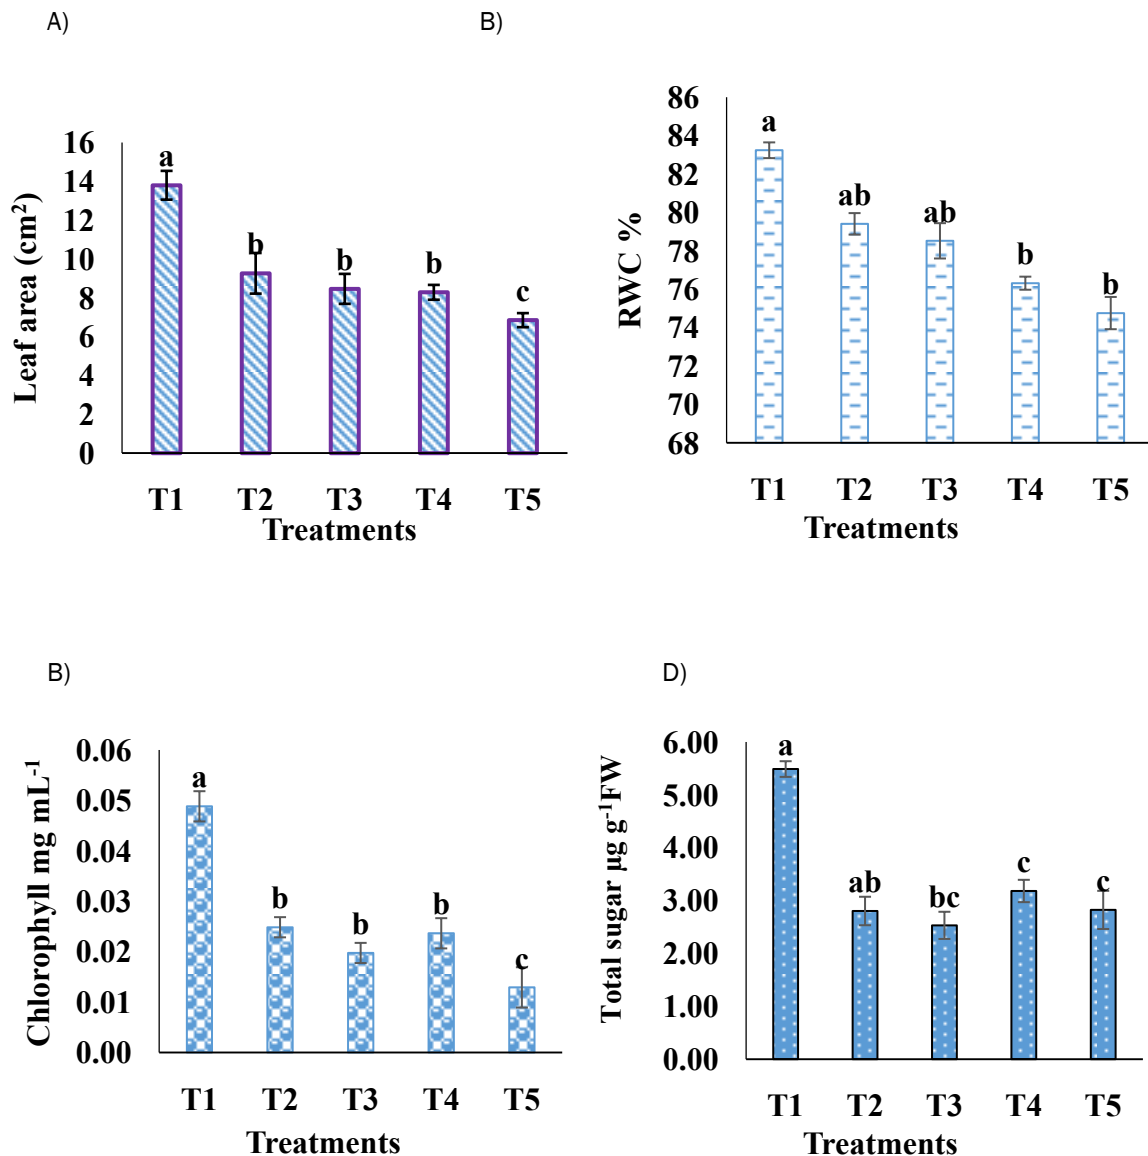 A)
16
14
12
10
8
6
4
2
0
Leaf area (cm²)
a
b
b
b
c
T1 T2 T3 T4 T5
Treatments
B)
86
84
82
80
78
76
74
72
70
68
RWC %
a
ab
ab
b
b
T1 T2 T3 T4 T5
Treatments
B)
0.06
0.05
0.04
0.03
0.02
0.01
0.00
Chlorophyll mg mL⁻¹
a
b
b
b
c
T1 T2 T3 T4 T5
Treatments
D)
6.00
5.00
4.00
3.00
2.00
1.00
0.00
Total sugar µg g⁻¹FW
a
ab
bc
c
c
T1 T2 T3 T4 T5
Treatments